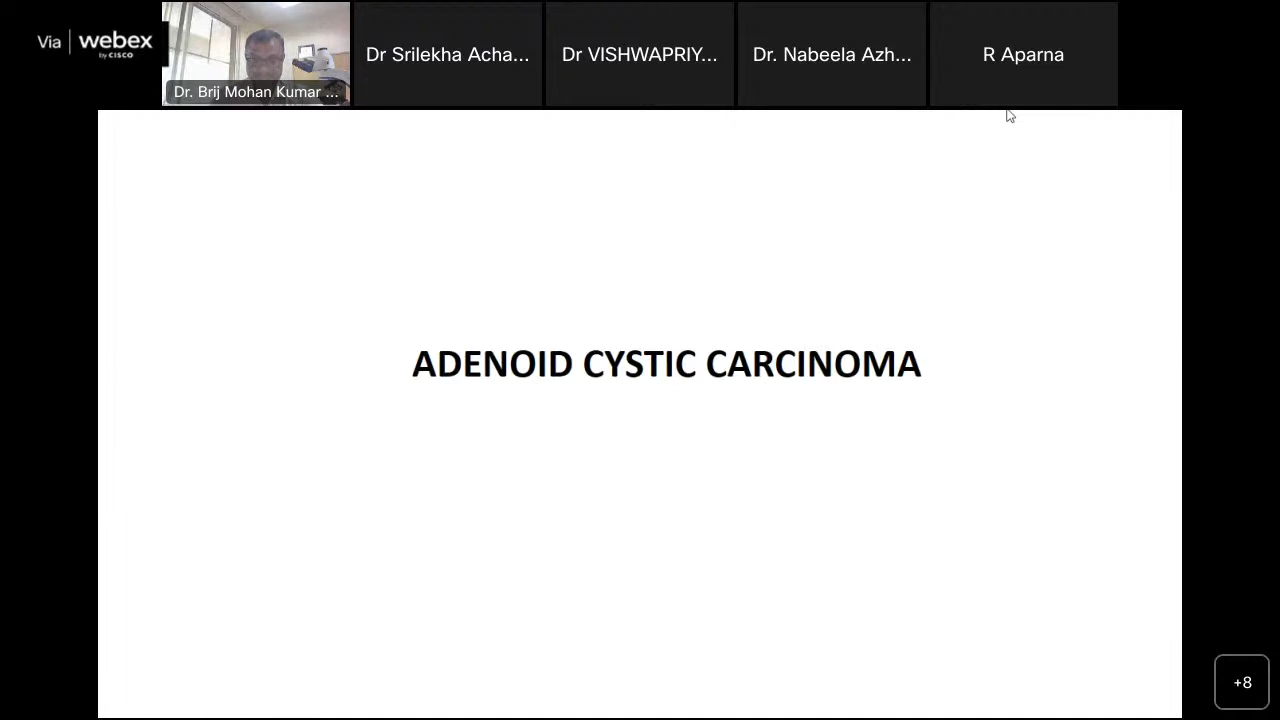 Via webex
by CISCO
Dr. Brij Mohan Kumar ...
Dr Srilekha Acha...
Dr VISHWAPRIY...
Dr. Nabeela Azh...
R Aparna
ADENOID CYSTIC CARCINOMA
+8